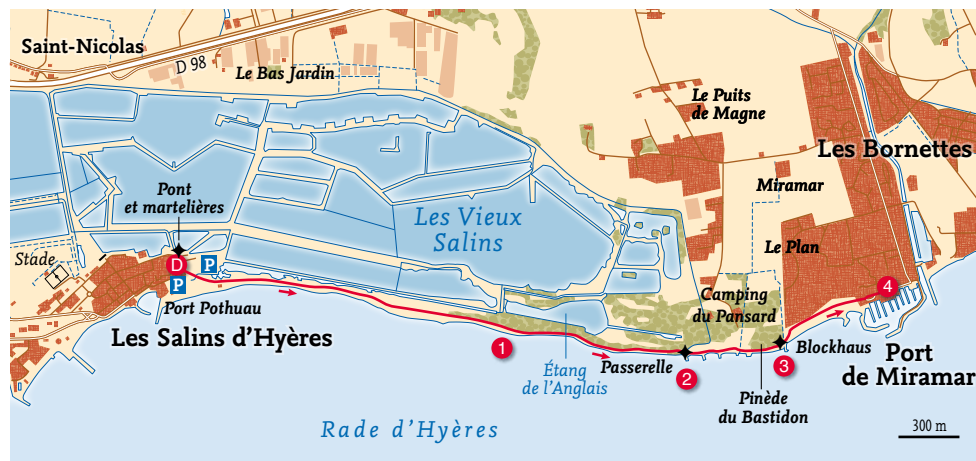 Saint-Nicolas
D 98
Le Bas Jardin
Le Puits
de Magne
Les Bornettes
Pont
et martelières
Miramar
Les Vieux
Salins
Le Plan
Stade
D
P
P
Port Pothuau
Camping
du Pansard
4
Les Salins d'Hyères
1
Étang
de l'Anglais
Passerelle
2
3
Blockhaus
Port
de Miramar
Pinède
du Bastidon
Rade d'Hyères
300 m